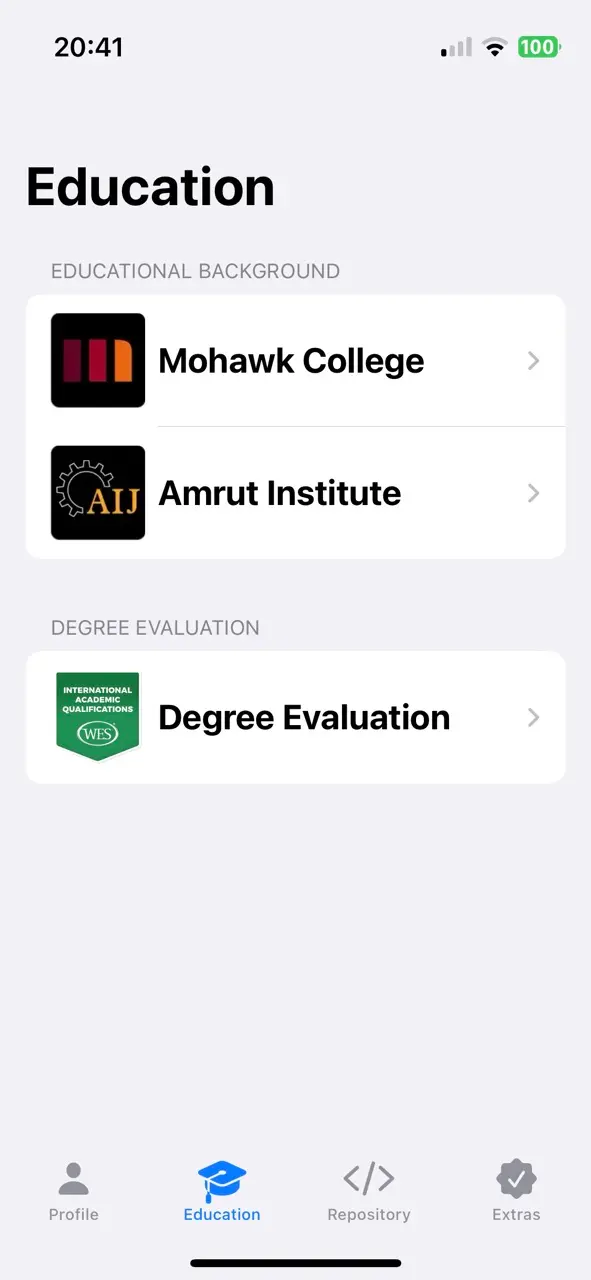 20:41
100
Education
EDUCATIONAL BACKGROUND
Mohawk College
AIJ
Amrut Institute
DEGREE EVALUATION
INTERNATIONAL
ACADEMIC
QUALIFICATIONS
WES
Degree Evaluation
Profile
Education
Repository
Extras